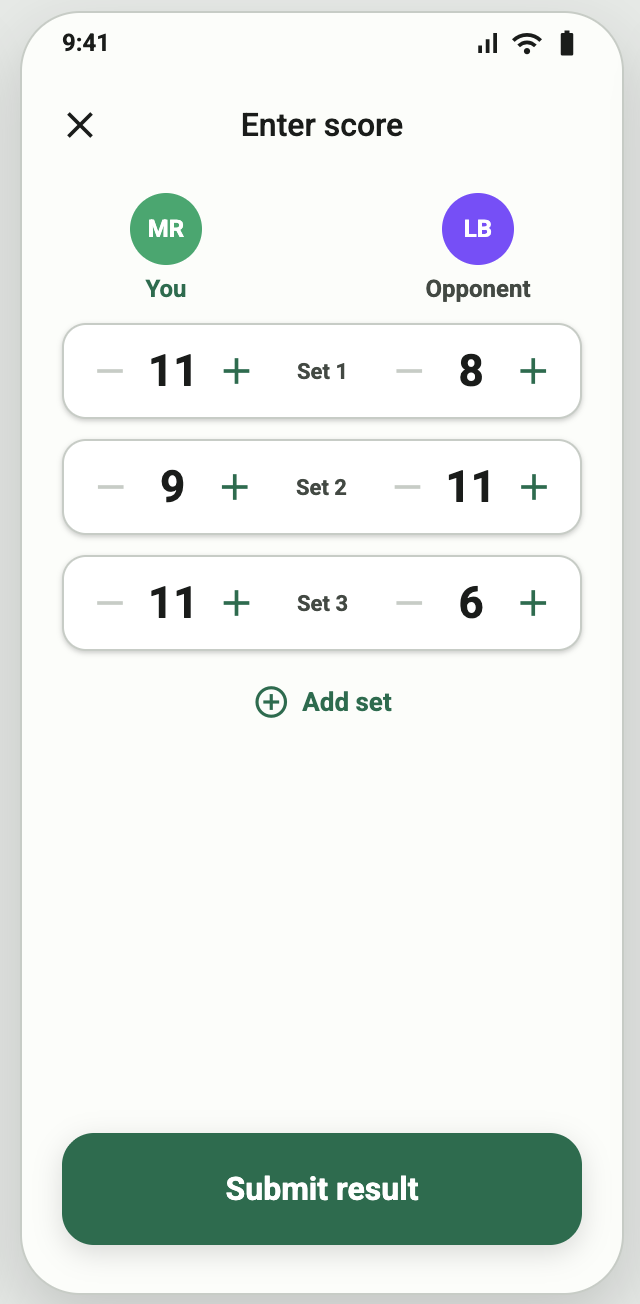 9:41
Enter score
MR LB
You Opponent
11 Set 1 8
9 Set 2 11
11 Set 3 6
Add set
Submit result